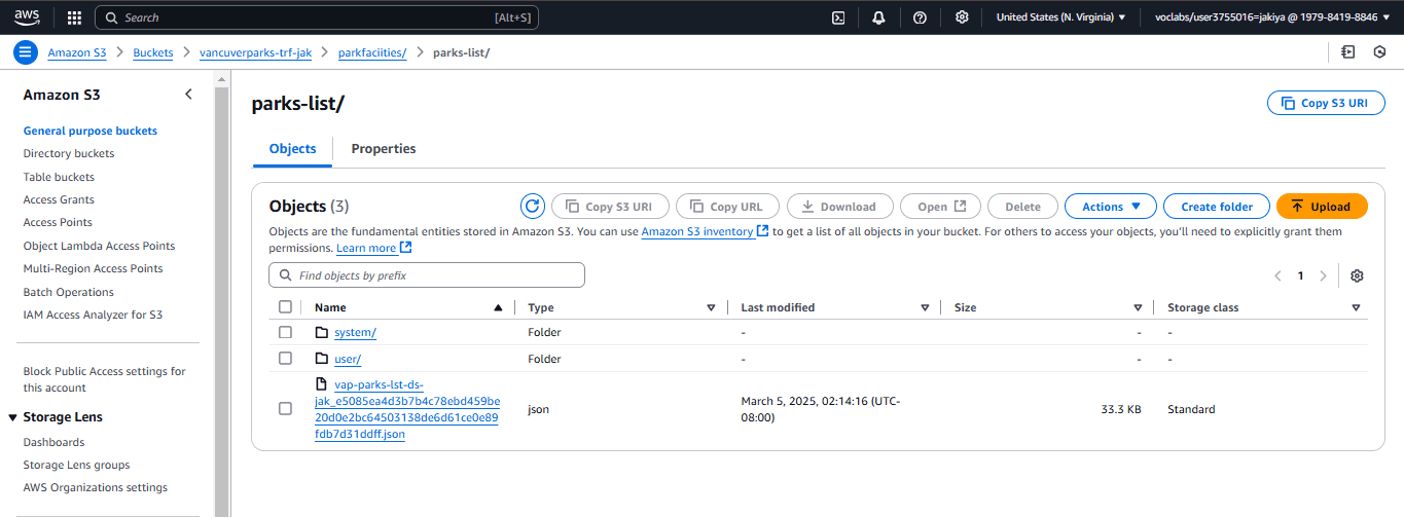 aws
Search [Alt+S] United States (N. Virginia) voclabs/user3755016=jakiya @ 1979-8419-8846
Amazon S3 > Buckets > vancuverparks-trf-jak > parkfaciities/ > parks-list/
Amazon S3
General purpose buckets
Directory buckets
Table buckets
Access Grants
Access Points
Object Lambda Access Points
Multi-Region Access Points
Batch Operations
IAM Access Analyzer for S3
Block Public Access settings for
this account
Storage Lens
Dashboards
Storage Lens groups
AWS Organizations settings
parks-list/
Copy S3 URI
Objects Properties
Objects (3)
Copy S3 URI Copy URL Download Open Delete Actions Create folder Upload
Objects are the fundamental entities stored in Amazon S3. You can use Amazon S3 inventory to get a list of all objects in your bucket. For others to access your objects, you'll need to explicitly grant them
permissions. Learn more
Find objects by prefix
1
Name Type Last modified Size Storage class
system/ Folder - - -
user/ Folder - - -
vap-parks-lst-ds-
jak_e5085ea4d3b7b4c78ebd459be
20d0e2bc64503138de6d61ce0e89
fdb7d31ddff.json
json
March 5, 2025, 02:14:16 (UTC-
08:00)
33.3 KB
Standard